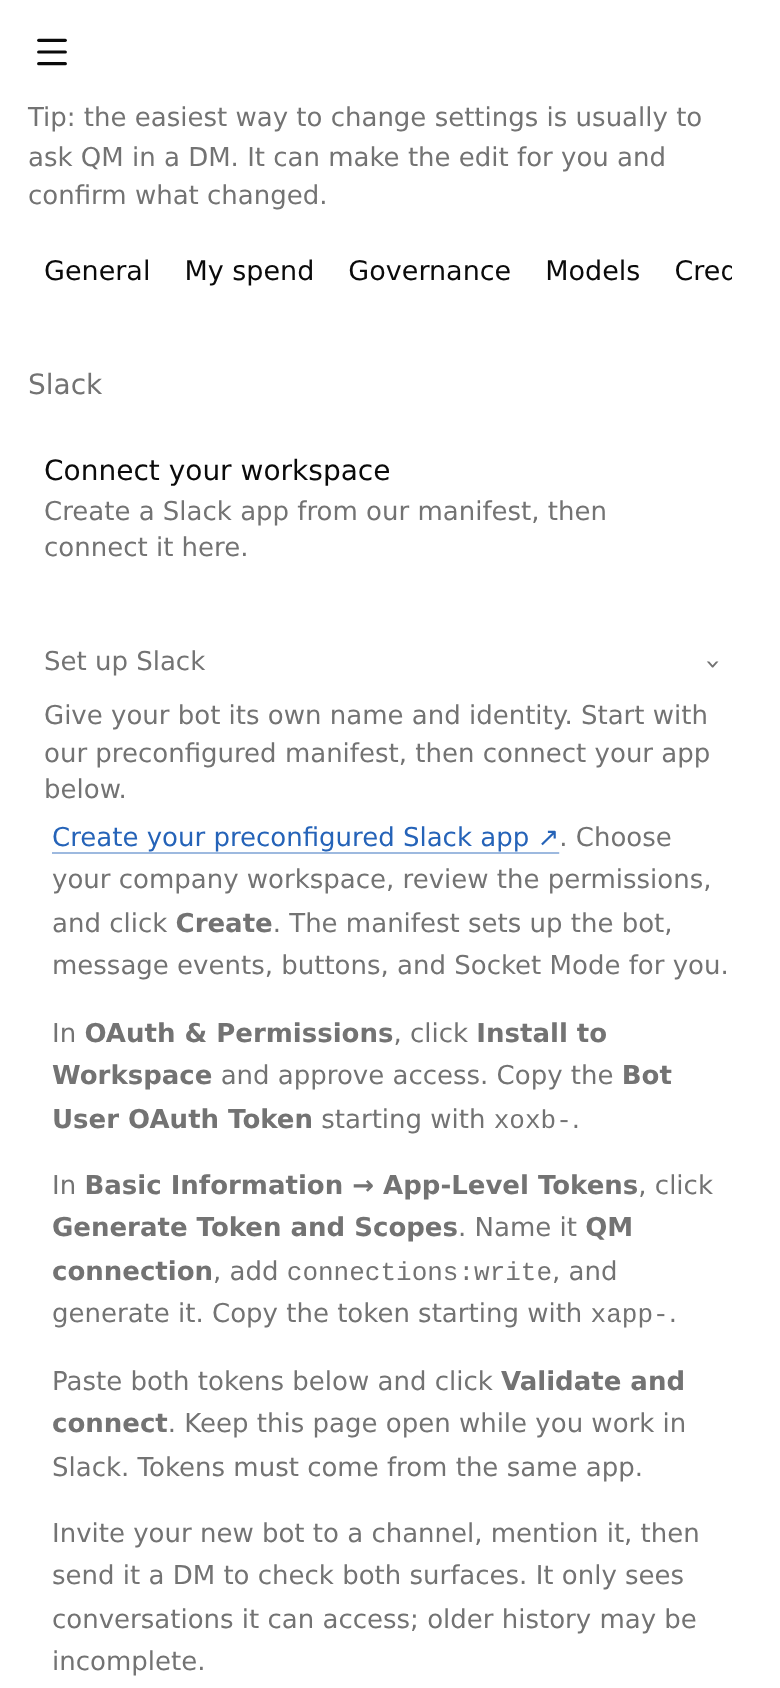 Tip: the easiest way to change settings is usually to
ask QM in a DM. It can make the edit for you and
confirm what changed.
General My spend Governance Models Cred
Slack
Connect your workspace
Create a Slack app from our manifest, then
connect it here.
Set up Slack
Give your bot its own name and identity. Start with
our preconfigured manifest, then connect your app
below.
Create your preconfigured Slack app ↗. Choose
your company workspace, review the permissions,
and click Create. The manifest sets up the bot,
message events, buttons, and Socket Mode for you.
In OAuth & Permissions, click Install to
Workspace and approve access. Copy the Bot
User OAuth Token starting with xoxb-.
In Basic Information → App-Level Tokens, click
Generate Token and Scopes. Name it QM
connection, add connections:write, and
generate it. Copy the token starting with xapp-.
Paste both tokens below and click Validate and
connect. Keep this page open while you work in
Slack. Tokens must come from the same app.
Invite your new bot to a channel, mention it, then
send it a DM to check both surfaces. It only sees
conversations it can access; older history may be
incomplete.